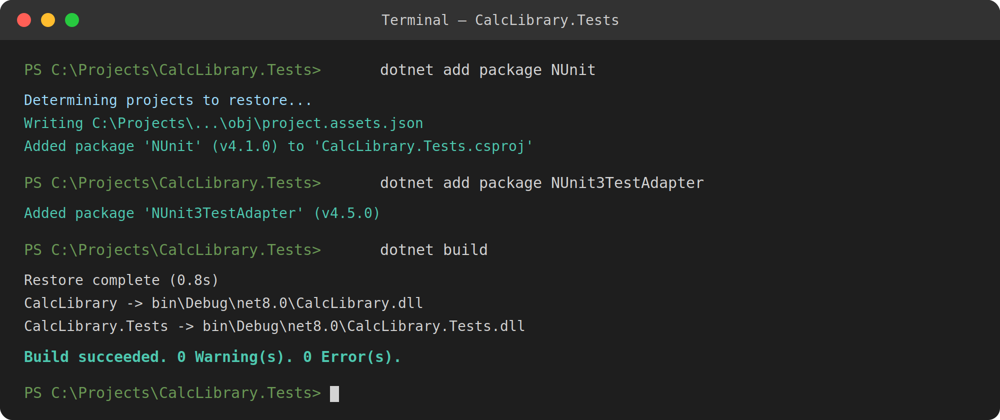 Terminal — CalcLibrary.Tests
PS C:\Projects\CalcLibrary.Tests> dotnet add package NUnit
Determining projects to restore...
Writing C:\Projects\...\obj\project.assets.json
Added package 'NUnit' (v4.1.0) to 'CalcLibrary.Tests.csproj'
PS C:\Projects\CalcLibrary.Tests> dotnet add package NUnit3TestAdapter
Added package 'NUnit3TestAdapter' (v4.5.0)
PS C:\Projects\CalcLibrary.Tests> dotnet build
Restore complete (0.8s)
CalcLibrary -> bin\Debug\net8.0\CalcLibrary.dll
CalcLibrary.Tests -> bin\Debug\net8.0\CalcLibrary.Tests.dll
Build succeeded. 0 Warning(s). 0 Error(s).
PS C:\Projects\CalcLibrary.Tests>